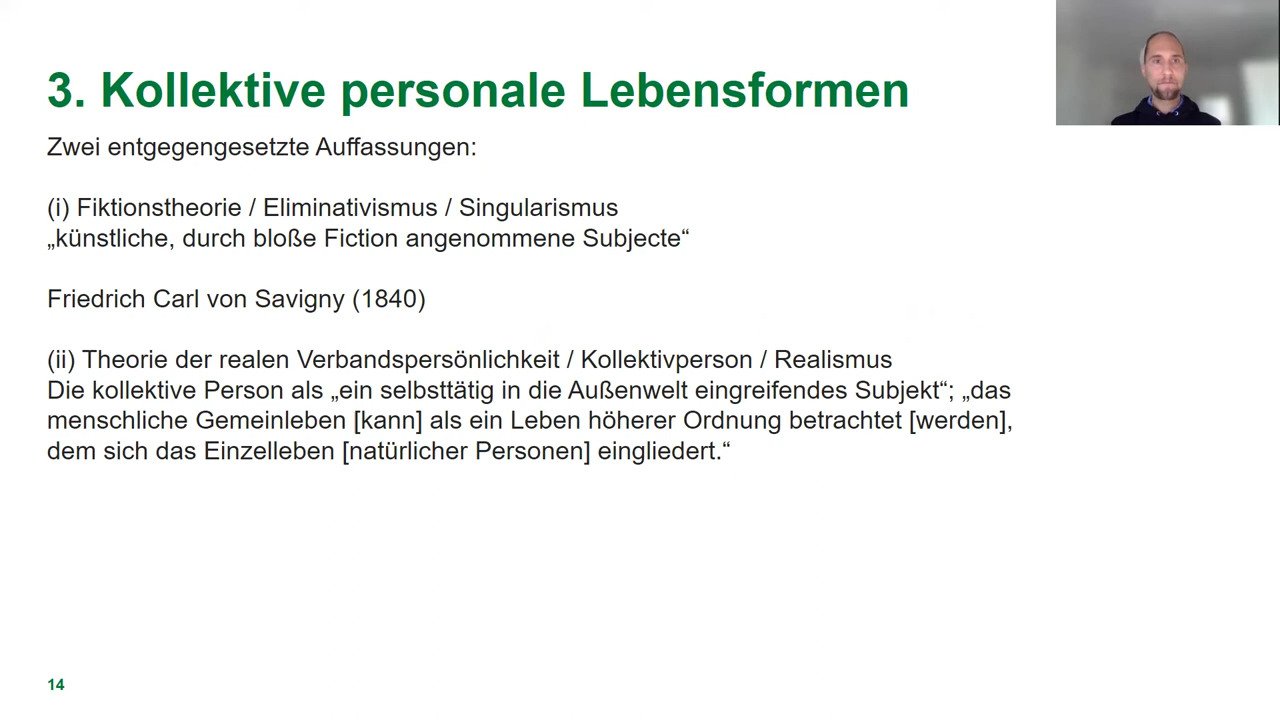 3. Kollektive personale Lebensformen
Zwei entgegengesetzte Auffassungen:
(i) Fiktionstheorie / Eliminativismus / Singularismus
„künstliche, durch bloße Fiction angenommene Subjecte“
Friedrich Carl von Savigny (1840)
(ii) Theorie der realen Verbandspersönlichkeit / Kollektivperson / Realismus
Die kollektive Person als „ein selbsttätig in die Außenwelt eingreifendes Subjekt“; „das
menschliche Gemeinleben [kann] als ein Leben höherer Ordnung betrachtet [werden],
dem sich das Einzelleben [natürlicher Personen] eingliedert.“
14